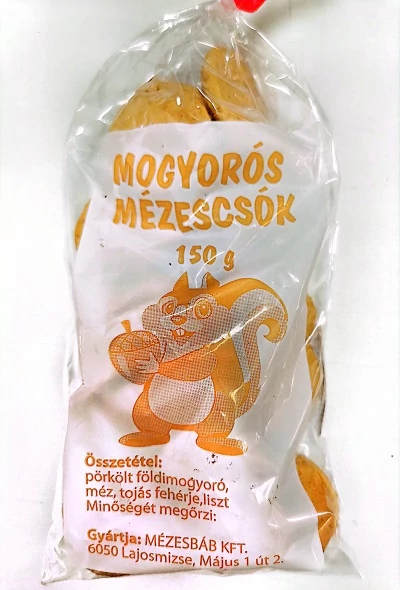 MOGYORÓS
MÉZESCSÓK
150 g
Összetétel:
pörkölt földimogyoró,
méz, tojás fehérje,liszt
Minőségét megőrzi:
Gyártja: MÉZESBÁB KFT.
6050 Lajosmizse, Május 1 út 2.